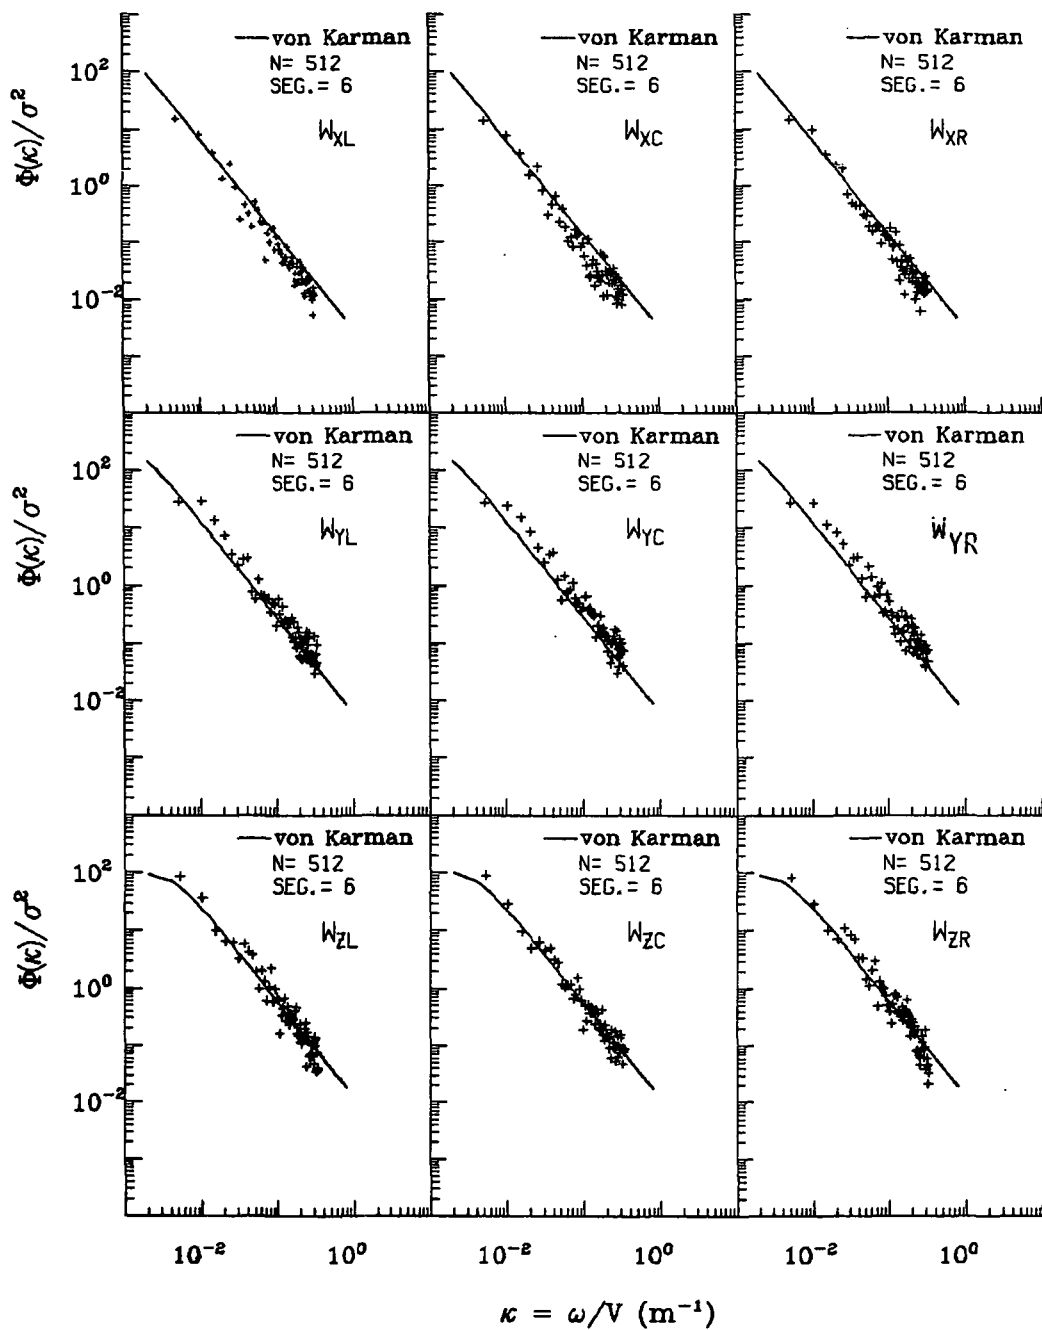 von Karman
N= 512
SEG.= 6
W_XL
von Karman
N= 512
SEG.= 6
W_XC
von Karman
N= 512
SEG.= 6
W_XR
Φ(κ)/σ²
10²
10⁰
10⁻²
von Karman
N= 512
SEG.= 6
W_YL
von Karman
N= 512
SEG.= 6
W_YC
von Karman
N= 512
SEG.= 6
W_YR
Φ(κ)/σ²
10²
10⁰
10⁻²
von Karman
N= 512
SEG.= 6
W_ZL
von Karman
N= 512
SEG.= 6
W_ZC
von Karman
N= 512
SEG.= 6
W_ZR
Φ(κ)/σ²
10²
10⁰
10⁻²
10⁻² 10⁰ 10⁻² 10⁰ 10⁻² 10⁰
κ = ω/V (m⁻¹)